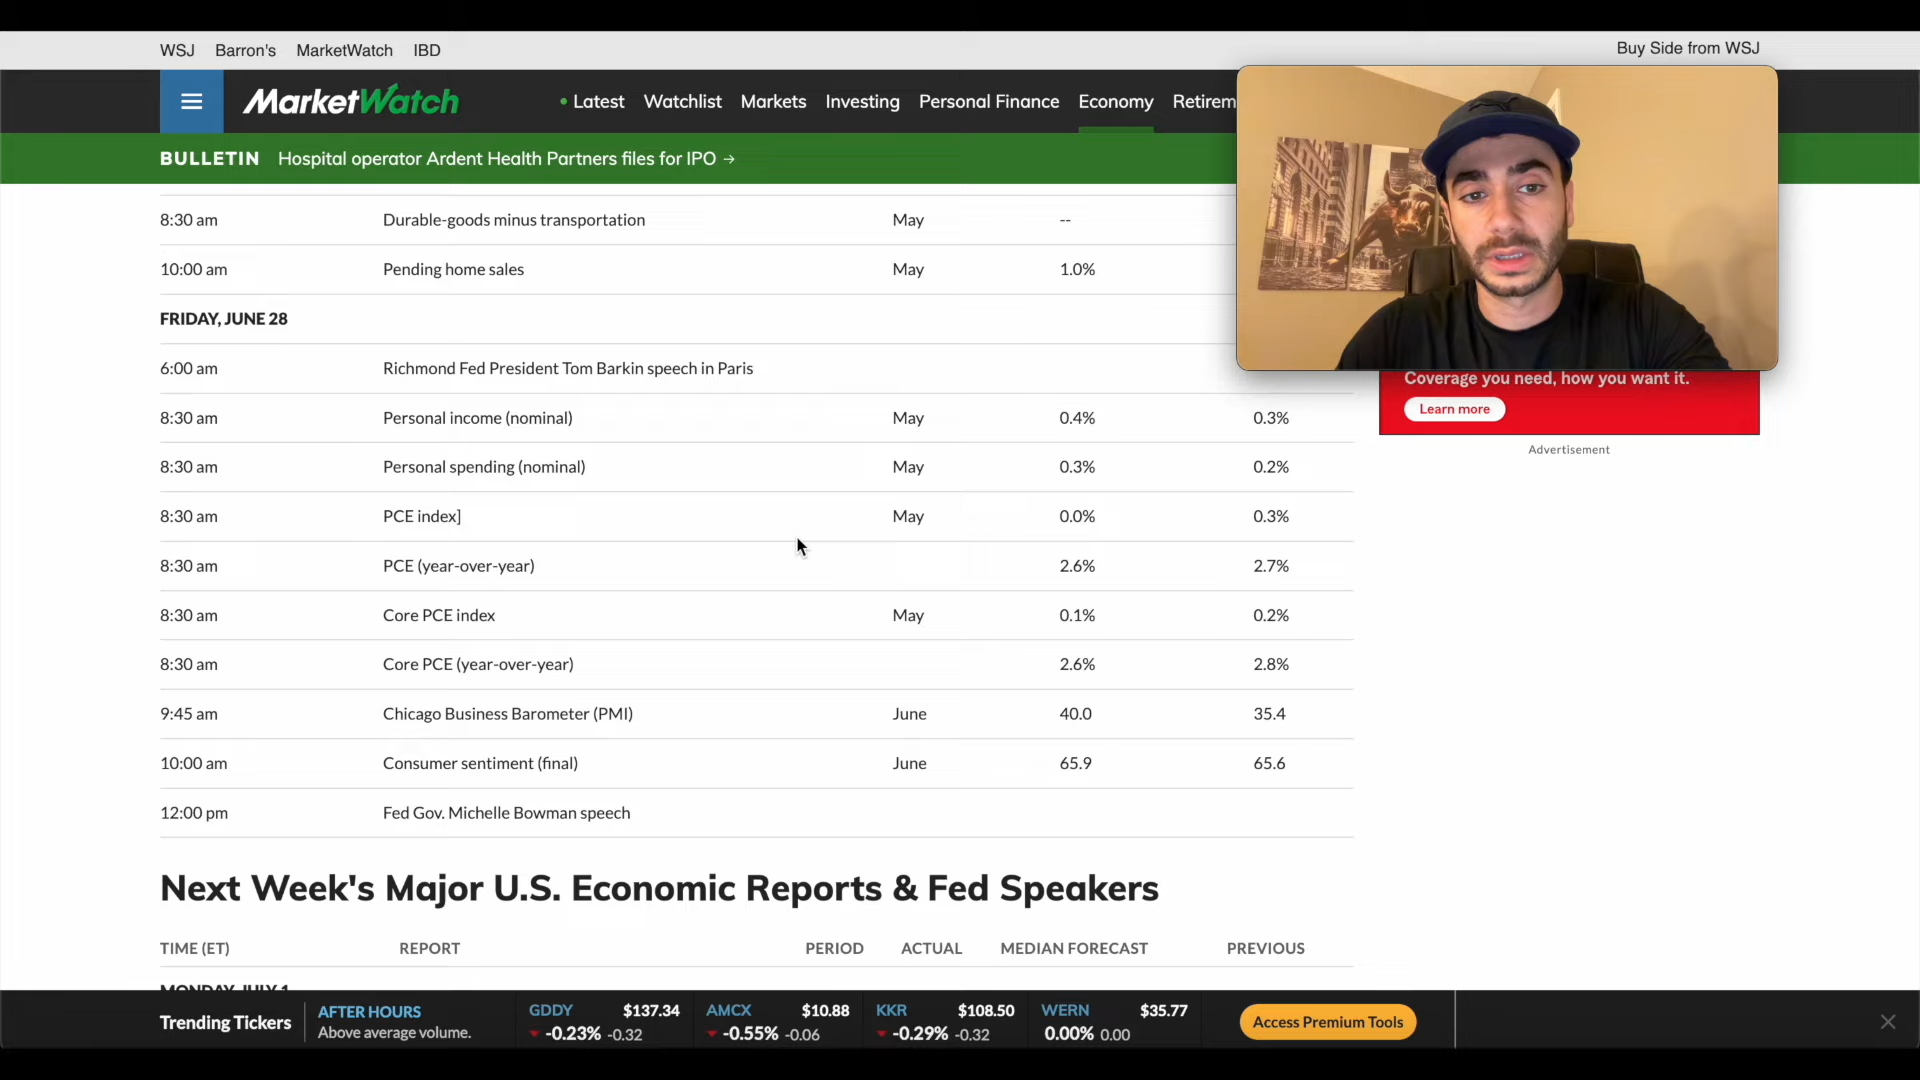 WSJ Barron's MarketWatch IBD Buy Side from WSJ
MarketWatch • Latest Watchlist Markets Investing Personal Finance Economy Retirem
BULLETIN Hospital operator Ardent Health Partners files for IPO →
8:30 am Durable-goods minus transportation May --
10:00 am Pending home sales May 1.0%
FRIDAY, JUNE 28
6:00 am Richmond Fed President Tom Barkin speech in Paris
8:30 am Personal income (nominal) May 0.4% 0.3%
8:30 am Personal spending (nominal) May 0.3% 0.2%
8:30 am PCE index] May 0.0% 0.3%
8:30 am PCE (year-over-year) 2.6% 2.7%
8:30 am Core PCE index May 0.1% 0.2%
8:30 am Core PCE (year-over-year) 2.6% 2.8%
9:45 am Chicago Business Barometer (PMI) June 40.0 35.4
10:00 am Consumer sentiment (final) June 65.9 65.6
12:00 pm Fed Gov. Michelle Bowman speech
Coverage you need, how you want it.
Learn more
Advertisement
Next Week's Major U.S. Economic Reports & Fed Speakers
TIME (ET) REPORT PERIOD ACTUAL MEDIAN FORECAST PREVIOUS
MONDAY, JULY 1
Trending Tickers
AFTER HOURS
Above average volume.
GDDY $137.34
-0.23% -0.32
AMCX $10.88
-0.55% -0.06
KKR $108.50
-0.29% -0.32
WERN $35.77
0.00% 0.00
Access Premium Tools